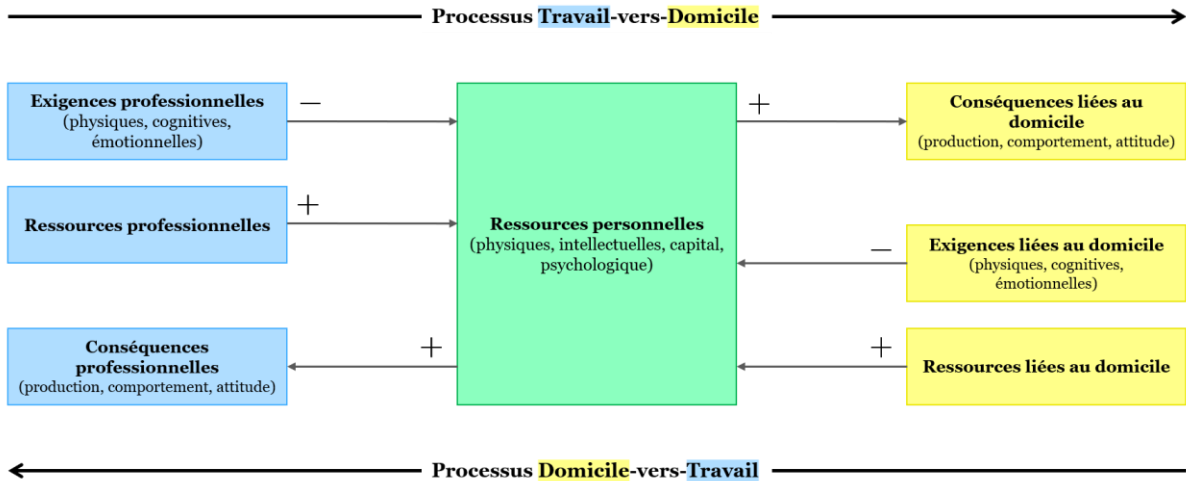 Processus Travail-vers-Domicile
Exigences professionnelles
(physiques, cognitives,
émotionnelles)
−
+
Conséquences liées au
domicile
(production, comportement, attitude)
Ressources professionnelles
+
Ressources personnelles
(physiques, intellectuelles, capital,
psychologique)
−
Exigences liées au domicile
(physiques, cognitives,
émotionnelles)
Conséquences
professionnelles
(production, comportement, attitude)
+
+
Ressources liées au domicile
Processus Domicile-vers-Travail